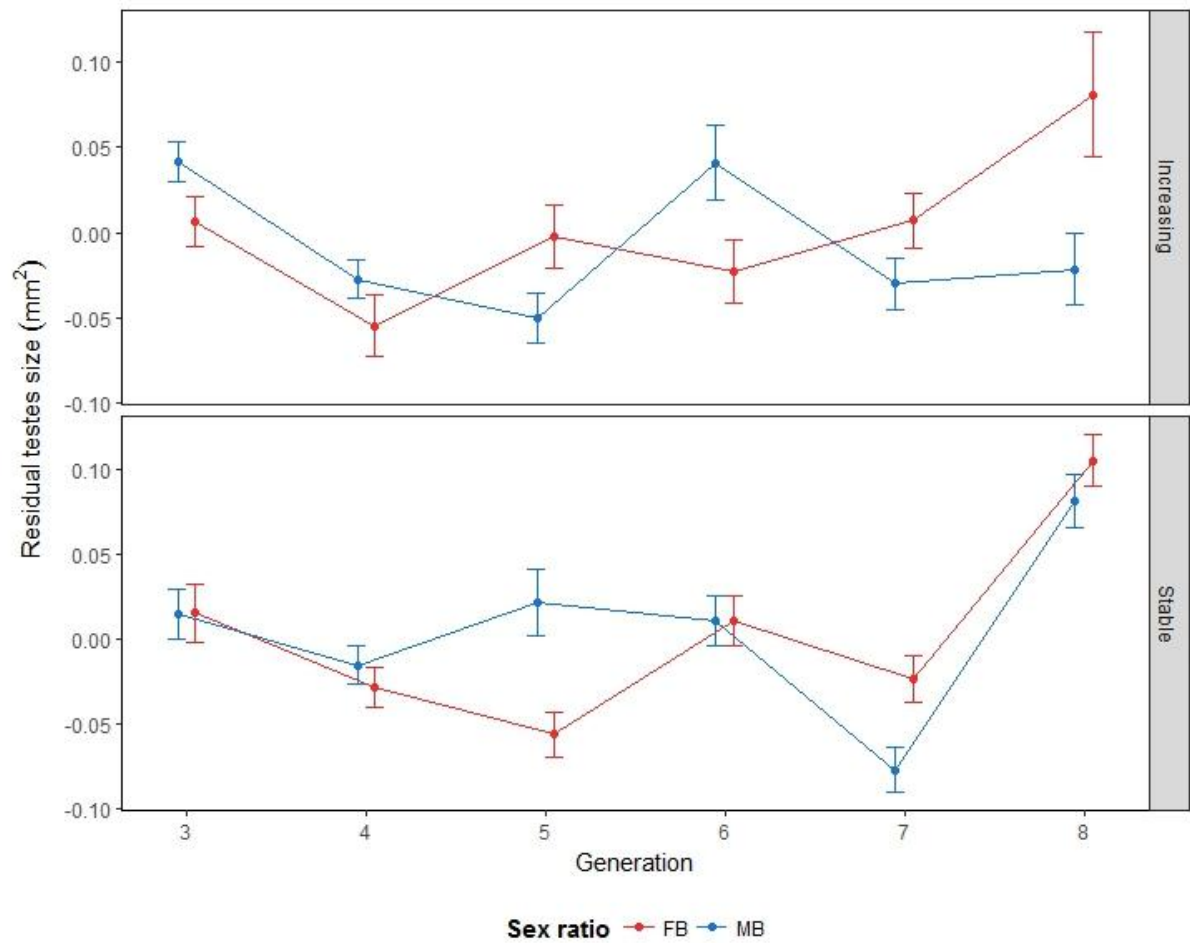 0.10
0.05
0.00
-0.05
-0.10
Increasing
0.10
0.05
0.00
-0.05
-0.10
Stable
Residual testes size (mm²)
3 4 5 6 7 8
Generation
Sex ratio FB MB